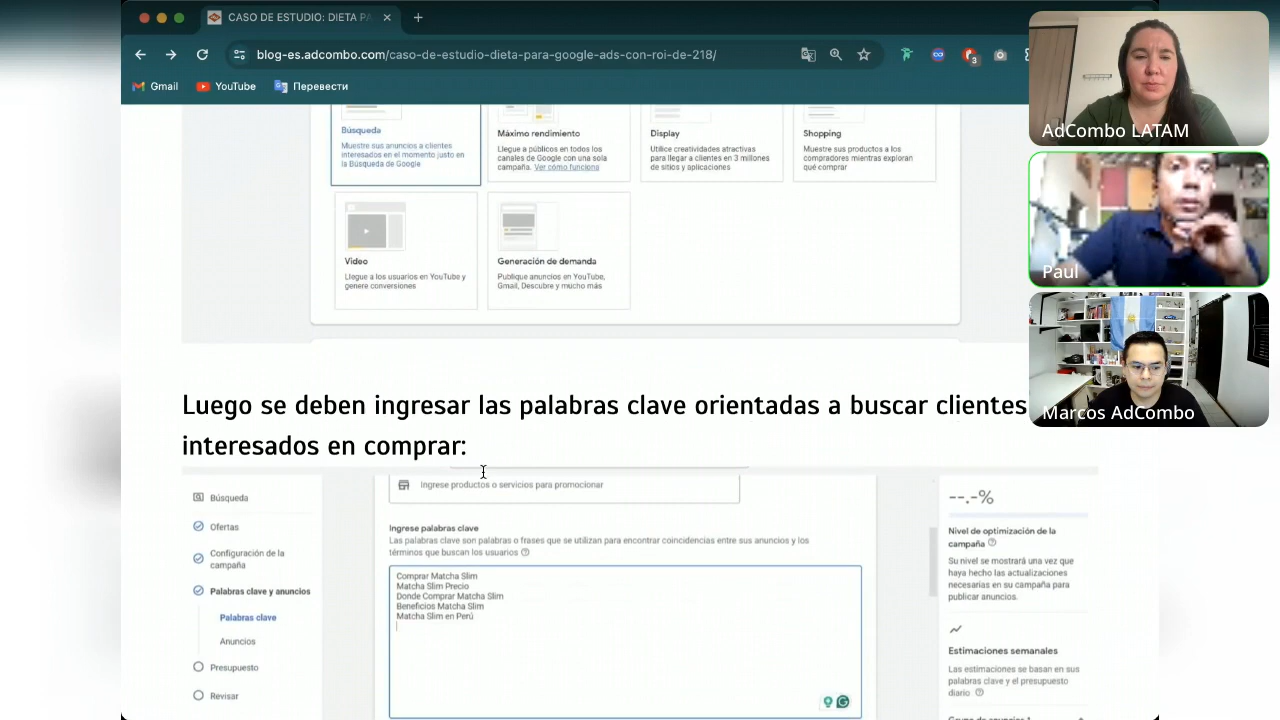 CASO DE ESTUDIO: DIETA PA
blog-es.adcombo.com/caso-de-estudio-dieta-para-google-ads-con-roi-de-218/
3
Gmail
YouTube
Перевести
AdCombo LATAM
Paul
Marcos AdCombo
Búsqueda
Muestre sus anuncios a clientes
interesados en el momento justo en
la Búsqueda de Google
Máximo rendimiento
Llegue a públicos en todos los
canales de Google con una sola
campaña. Ver cómo funciona
Display
Utilice creatividades atractivas
para llegar a clientes en 3 millones
de sitios y aplicaciones
Shopping
Muestre sus productos a los
compradores mientras exploran
qué comprar
Video
Llegue a los usuarios en YouTube y
genere conversiones
Generación de demanda
Publique anuncios en YouTube,
Gmail, Descubre y mucho más
Luego se deben ingresar las palabras clave orientadas a buscar clientes
interesados en comprar:
Búsqueda
Ofertas
Configuración de la
campaña
Palabras clave y anuncios
Palabras clave
Anuncios
Presupuesto
Revisar
Ingrese productos o servicios para promocionar
Ingrese palabras clave
Las palabras clave son palabras o frases que se utilizan para encontrar coincidencias entre sus anuncios y los
términos que buscan los usuarios
Comprar Matcha Slim
Matcha Slim Precio
Donde Comprar Matcha Slim
Beneficios Matcha Slim
Matcha Slim en Perú
--.-%
Nivel de optimización de la
campaña
Su nivel se mostrará una vez que
haya hecho las actualizaciones
necesarias en su campaña para
publicar anuncios.
Estimaciones semanales
Las estimaciones se basan en sus
palabras clave y el presupuesto
diario